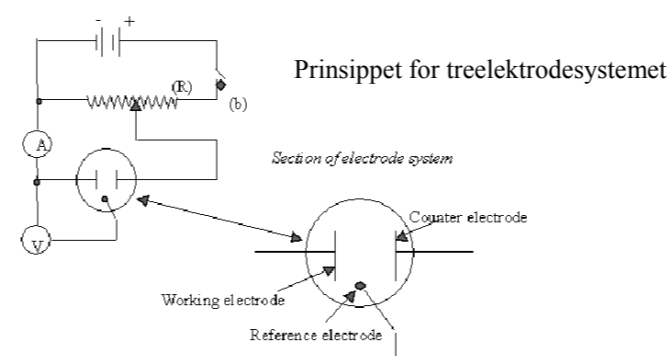 - +
Prinsippet for treelektrodesystemet
(R)
(b)
A
Section of electrode system
Counter electrode
V
Working electrode
Reference electrode